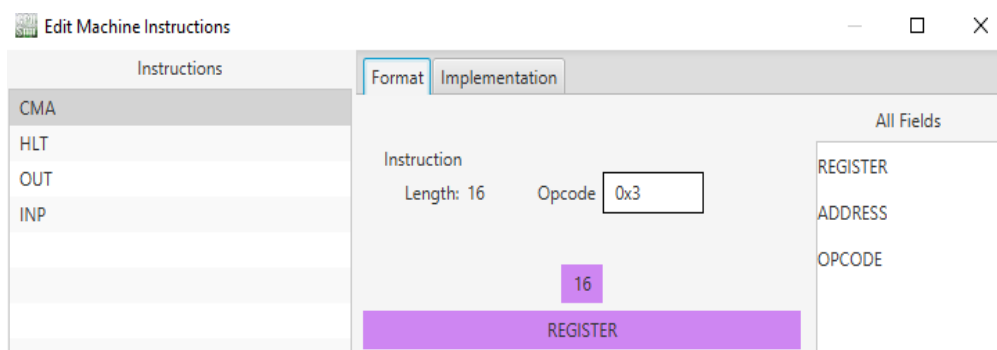 Edit Machine Instructions
Instructions
CMA
HLT
OUT
INP
Format Implementation
Instruction
Length: 16 Opcode 0x3
16
REGISTER
All Fields
REGISTER
ADDRESS
OPCODE